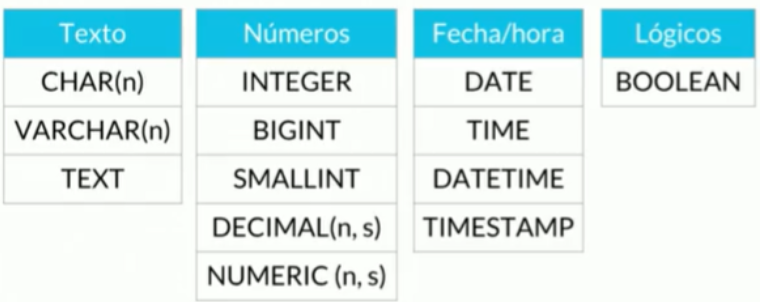 Texto
CHAR(n)
VARCHAR(n)
TEXT
Números
INTEGER
BIGINT
SMALLINT
DECIMAL(n, s)
NUMERIC (n, s)
Fecha/hora
DATE
TIME
DATETIME
TIMESTAMP
Lógicos
BOOLEAN